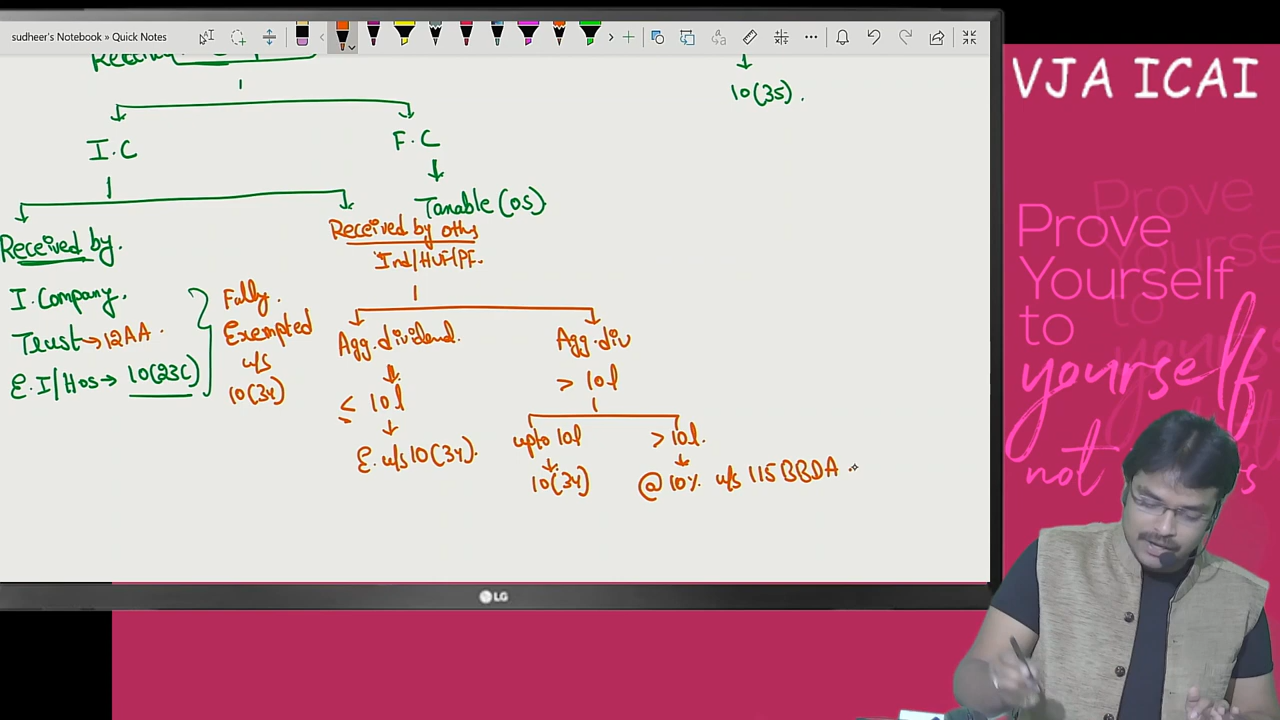 sudheer's Notebook » Quick Notes
VJA ICAI
10(35).
I.C
F.C
Taxable (OS)
Received by.
Received by oths
Ind/HUF/PF.
I. Company.
Trust → 12AA.
E.I/Hos → 10(23C)
Fully
Exempted
u/s
10(34)
Agg. dividend.
≤ 10l
E. u/s 10(34).
Agg. div
> 10l
upto 10l
10(34)
> 10l.
@ 10% u/s 115BBDA
LG
Prove
Yourself
to
yourself
not